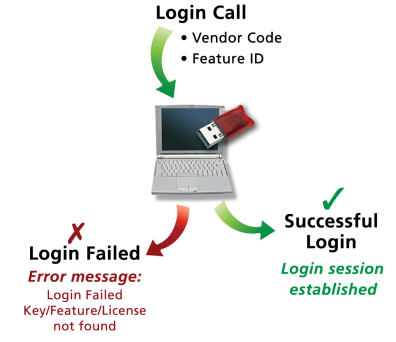 Login Call
• Vendor Code
• Feature ID
✗
Login Failed
Error message:
Login Failed
Key/Feature/License
not found
✓
Successful
Login
Login session
established